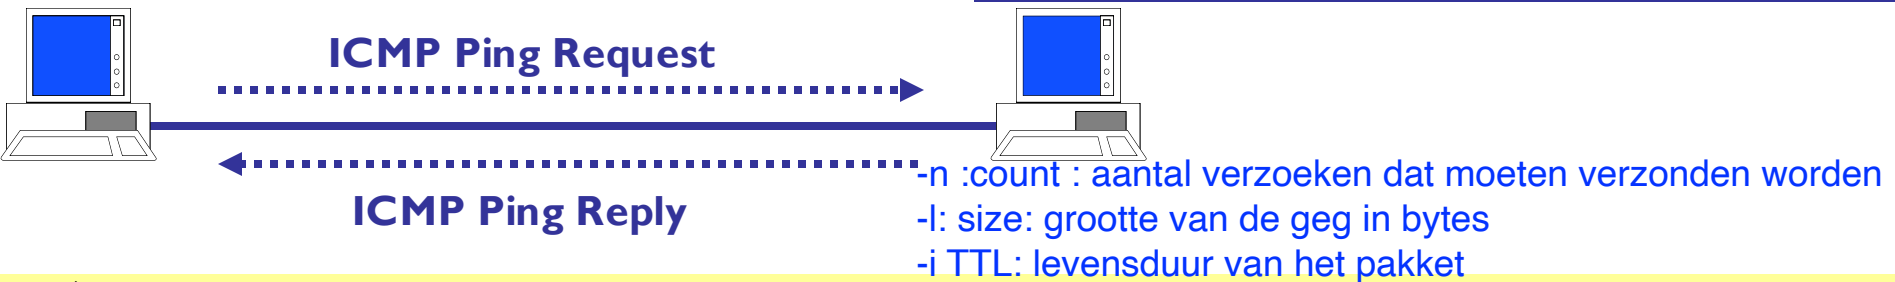 ICMP Ping Request
ICMP Ping Reply
-n :count : aantal verzoeken dat moeten verzonden worden
-l: size: grootte van de geg in bytes
-i TTL: levensduur van het pakket